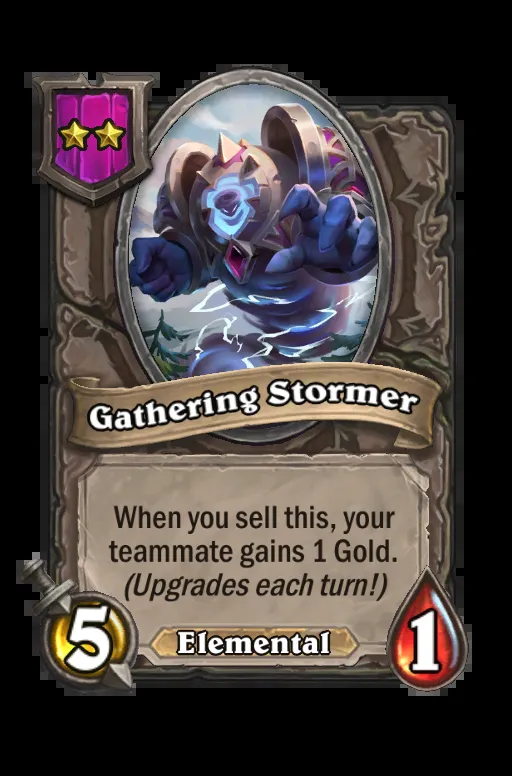 Gathering Stormer
When you sell this, your
teammate gains 1 Gold.
(Upgrades each turn!)
5
Elemental
1